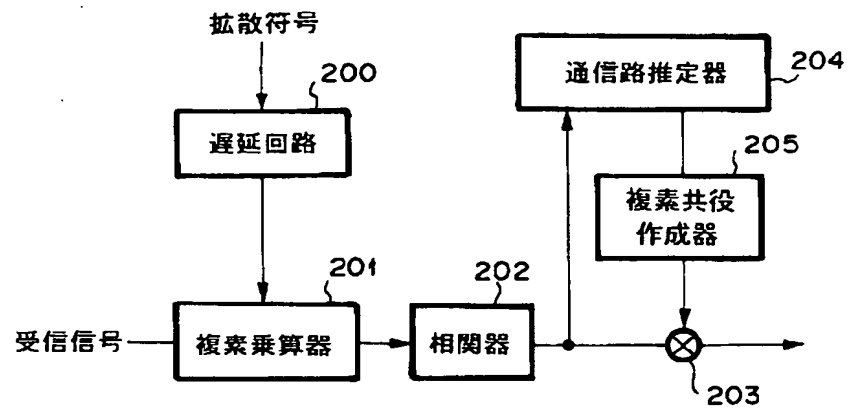 拡散符号
200
遅延回路
通信路推定器
204
205
複素共役
作成器
201
202
受信信号
複素乗算器
相関器
203